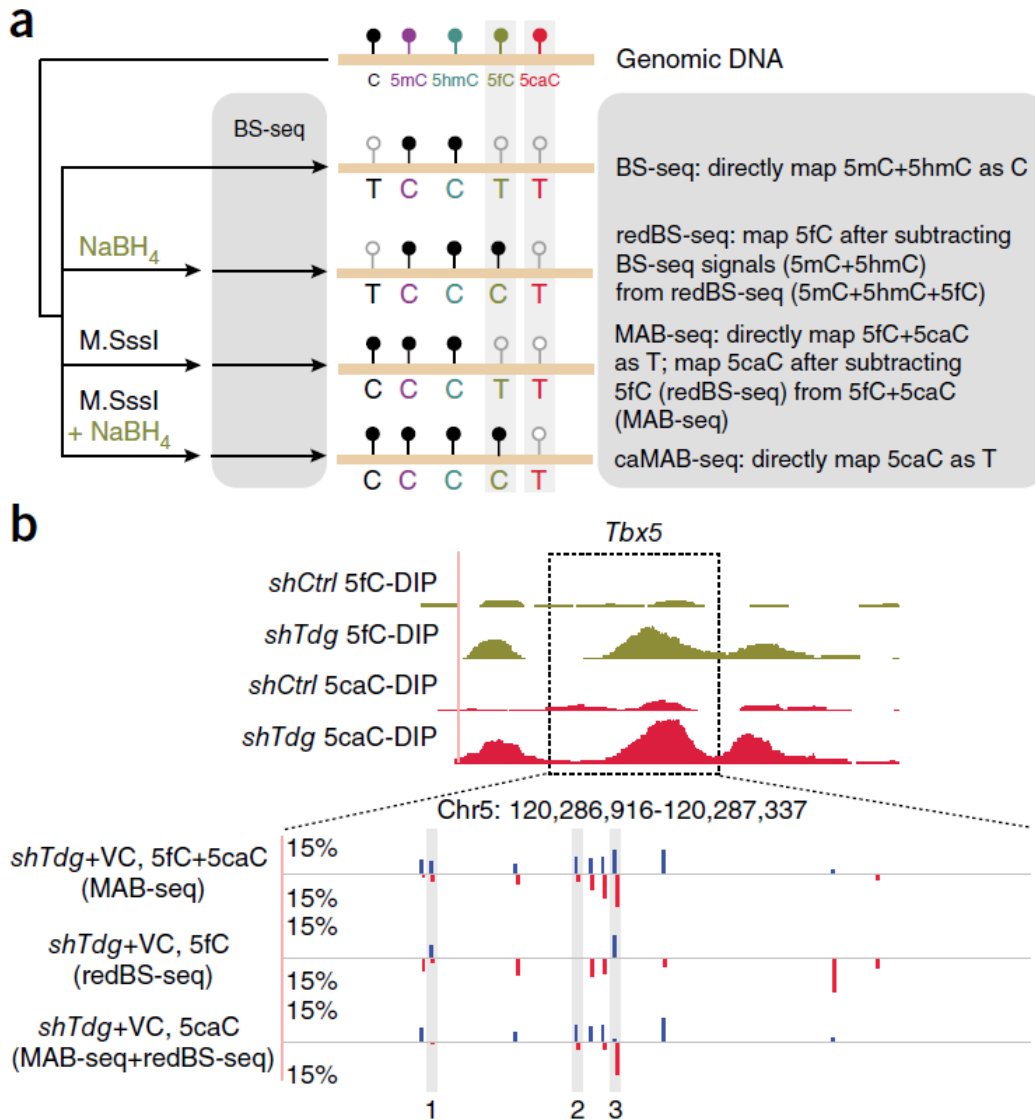 a
C 5mC 5hmC 5fC 5caC
Genomic DNA
BS-seq
T C C T T
BS-seq: directly map 5mC+5hmC as C
NaBH4
T C C C T
redBS-seq: map 5fC after subtracting
BS-seq signals (5mC+5hmC)
from redBS-seq (5mC+5hmC+5fC)
M.SssI
C C C T T
MAB-seq: directly map 5fC+5caC
as T; map 5caC after subtracting
5fC (redBS-seq) from 5fC+5caC
(MAB-seq)
M.SssI
+ NaBH4
C C C C T
caMAB-seq: directly map 5caC as T
b
Tbx5
shCtrl 5fC-DIP
shTdg 5fC-DIP
shCtrl 5caC-DIP
shTdg 5caC-DIP
Chr5: 120,286,916-120,287,337
shTdg+VC, 5fC+5caC
(MAB-seq)
15%
15%
shTdg+VC, 5fC
(redBS-seq)
15%
15%
shTdg+VC, 5caC
(MAB-seq+redBS-seq)
15%
15%
1 2 3